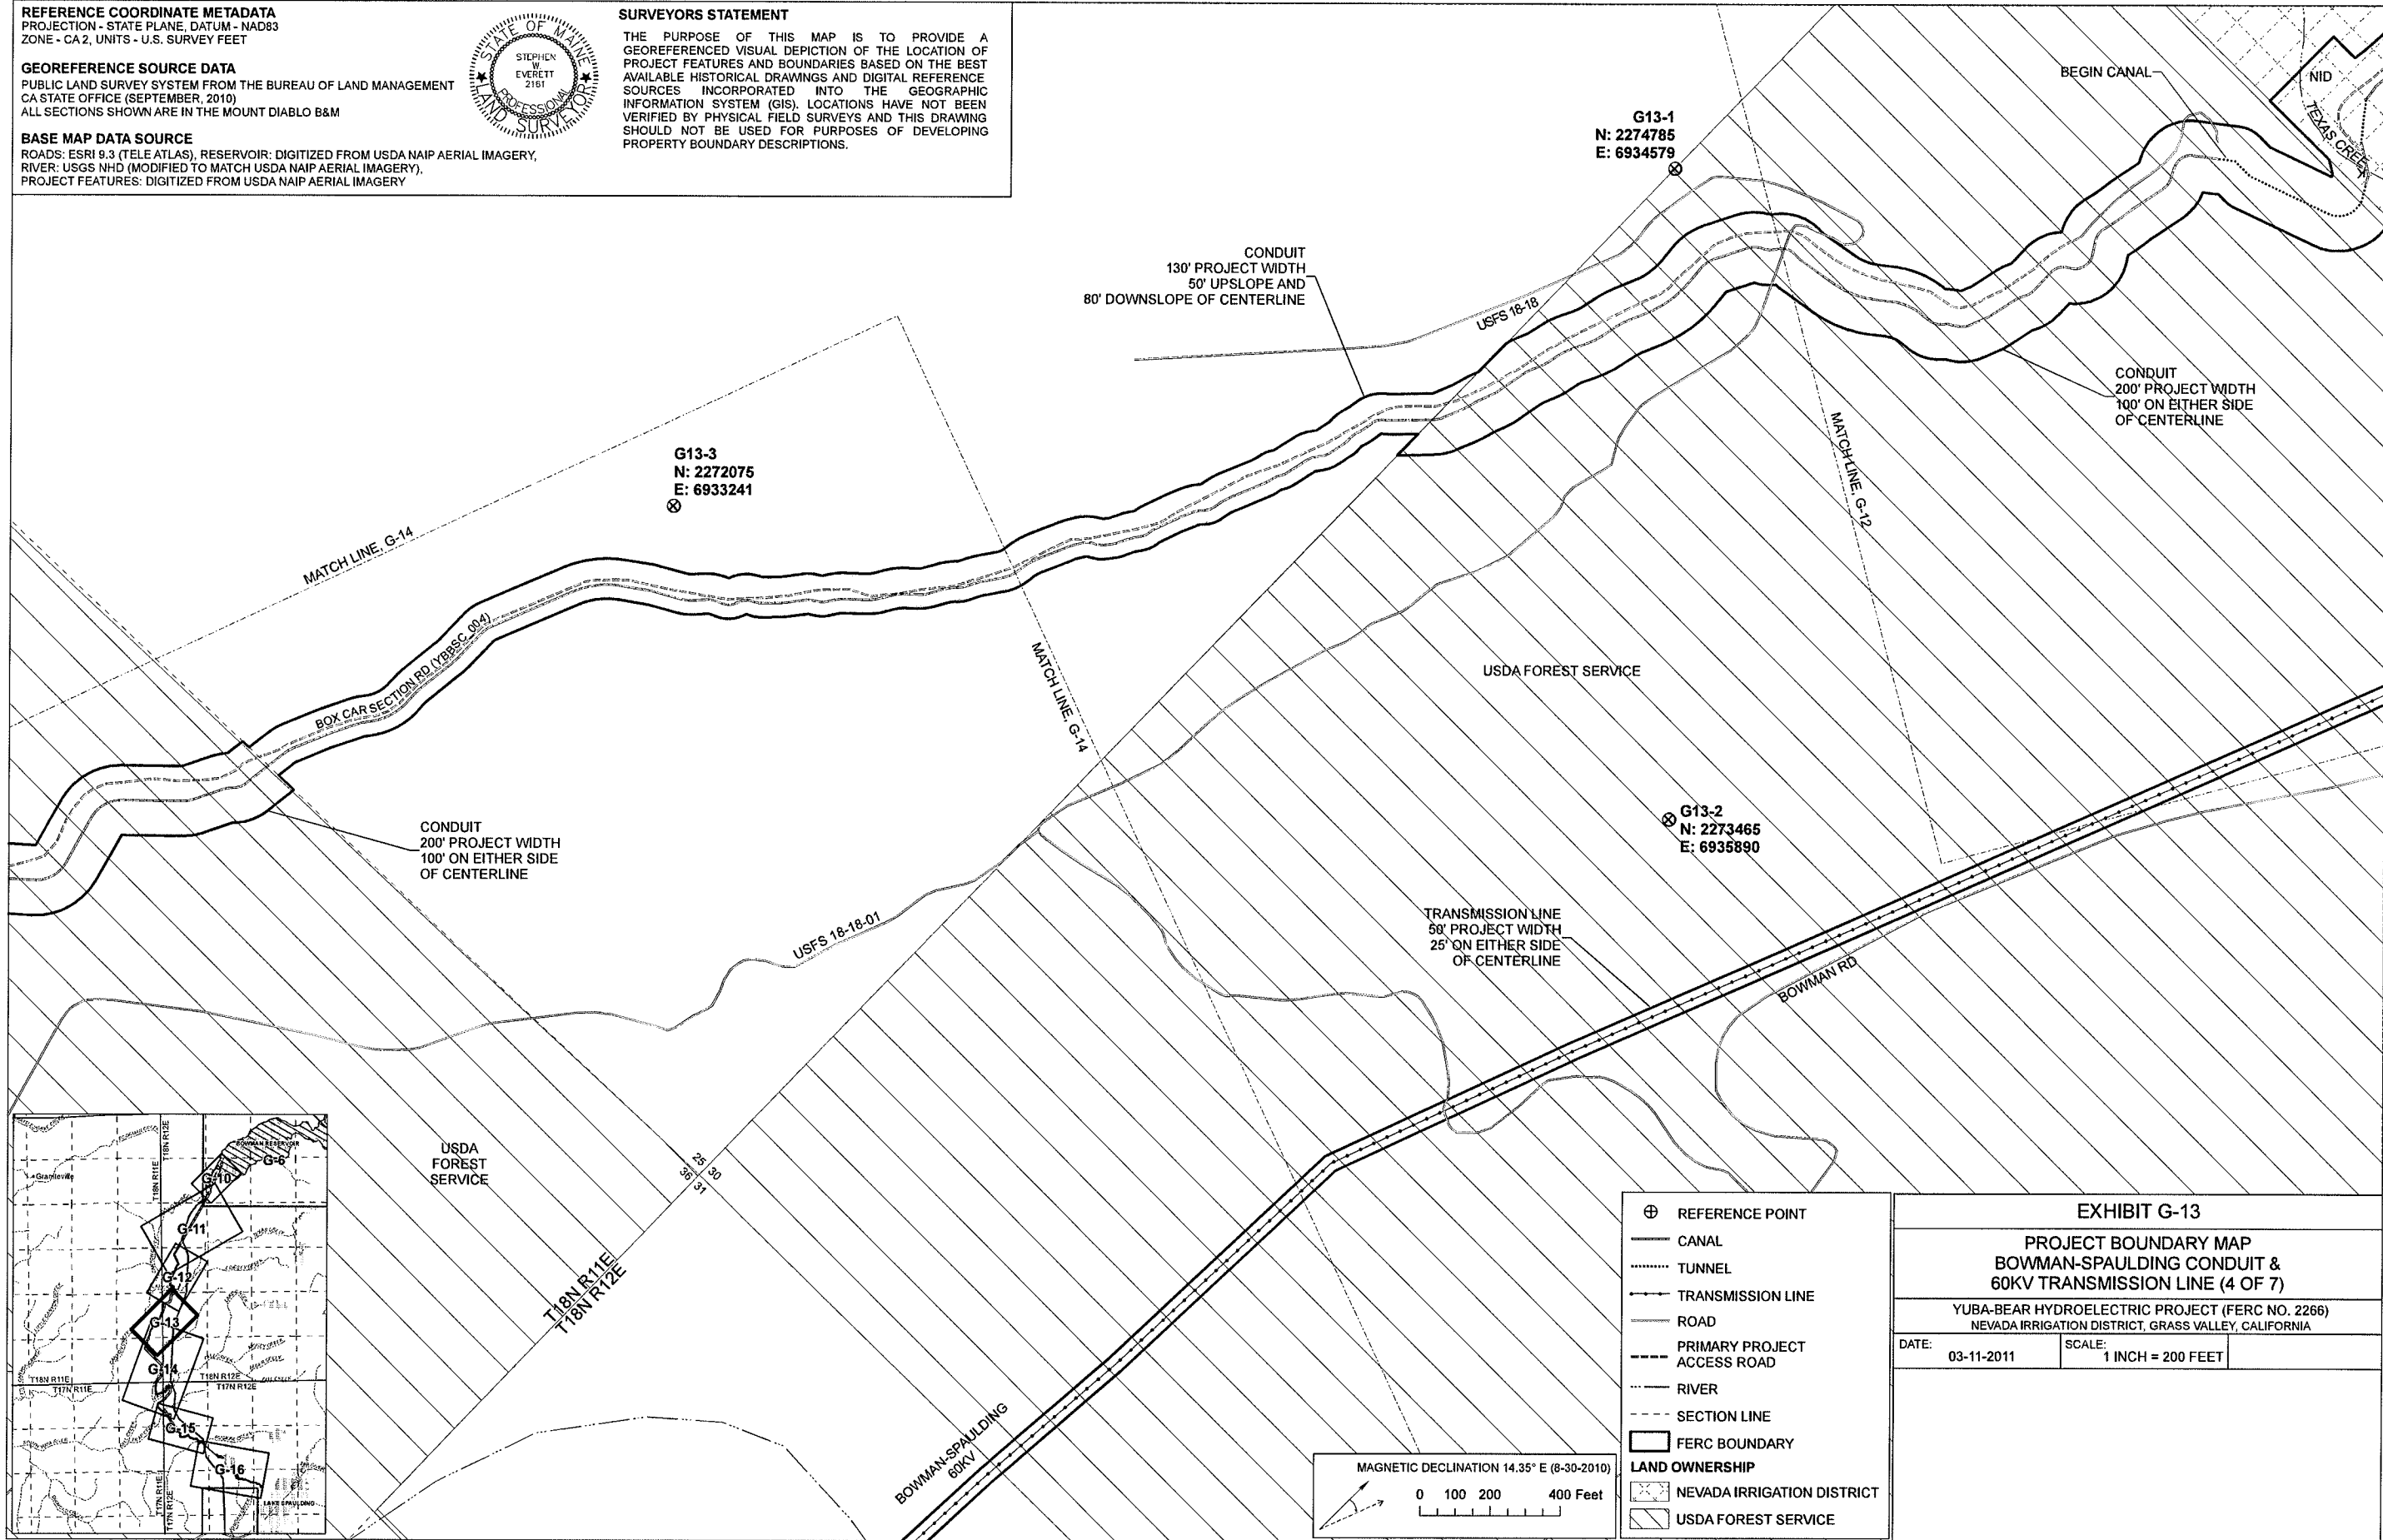 REFERENCE COORDINATE METADATA
PROJECTION - STATE PLANE, DATUM - NAD83
ZONE - CA 2, UNITS - U.S. SURVEY FEET
GEOREFERENCE SOURCE DATA
PUBLIC LAND SURVEY SYSTEM FROM THE BUREAU OF LAND MANAGEMENT
CA STATE OFFICE (SEPTEMBER, 2010)
ALL SECTIONS SHOWN ARE IN THE MOUNT DIABLO B&M
BASE MAP DATA SOURCE
ROADS: ESRI 9.3 (TELE ATLAS), RESERVOIR: DIGITIZED FROM USDA NAIP AERIAL IMAGERY,
RIVER: USGS NHD (MODIFIED TO MATCH USDA NAIP AERIAL IMAGERY),
PROJECT FEATURES: DIGITIZED FROM USDA NAIP AERIAL IMAGERY
STATE OF MAINE
STEPHEN
W.
EVERETT
2161
PROFESSIONAL
LAND SURVEYOR
SURVEYORS STATEMENT
THE PURPOSE OF THIS MAP IS TO PROVIDE A
GEOREFERENCED VISUAL DEPICTION OF THE LOCATION OF
PROJECT FEATURES AND BOUNDARIES BASED ON THE BEST
AVAILABLE HISTORICAL DRAWINGS AND DIGITAL REFERENCE
SOURCES INCORPORATED INTO THE GEOGRAPHIC
INFORMATION SYSTEM (GIS). LOCATIONS HAVE NOT BEEN
VERIFIED BY PHYSICAL FIELD SURVEYS AND THIS DRAWING
SHOULD NOT BE USED FOR PURPOSES OF DEVELOPING
PROPERTY BOUNDARY DESCRIPTIONS.
BEGIN CANAL
NID
TEXAS CREEK
G13-1
N: 2274785
E: 6934579
CONDUIT
130' PROJECT WIDTH
50' UPSLOPE AND
80' DOWNSLOPE OF CENTERLINE
USFS 18-18
CONDUIT
200' PROJECT WIDTH
100' ON EITHER SIDE
OF CENTERLINE
MATCH LINE, G-12
G13-3
N: 2272075
E: 6933241
MATCH LINE, G-14
BOX CAR SECTION RD (YBBSC_004)
MATCH LINE, G-14
USDA FOREST SERVICE
CONDUIT
200' PROJECT WIDTH
100' ON EITHER SIDE
OF CENTERLINE
G13-2
N: 2273465
E: 6935890
USFS 18-18-01
TRANSMISSION LINE
50' PROJECT WIDTH
25' ON EITHER SIDE
OF CENTERLINE
BOWMAN RD
USDA
FOREST
SERVICE
25 30
36 31
T18N R11E
T18N R12E
BOWMAN-SPAULDING
60KV
Graniteville
T18N R11E
T18N R12E
BOWMAN RESERVOIR
G-6
G-10
G-11
G-12
G-13
G-14
T18N R11E
T17N R11E
T18N R12E
T17N R12E
G-15
G-16
T17N R11E
T17N R12E
LAKE SPAULDING
MAGNETIC DECLINATION 14.35° E (8-30-2010)
0 100 200 400 Feet
REFERENCE POINT
CANAL
TUNNEL
TRANSMISSION LINE
ROAD
PRIMARY PROJECT
ACCESS ROAD
RIVER
SECTION LINE
FERC BOUNDARY
LAND OWNERSHIP
NEVADA IRRIGATION DISTRICT
USDA FOREST SERVICE
EXHIBIT G-13
PROJECT BOUNDARY MAP
BOWMAN-SPAULDING CONDUIT &
60KV TRANSMISSION LINE (4 OF 7)
YUBA-BEAR HYDROELECTRIC PROJECT (FERC NO. 2266)
NEVADA IRRIGATION DISTRICT, GRASS VALLEY, CALIFORNIA
DATE:
03-11-2011
SCALE:
1 INCH = 200 FEET